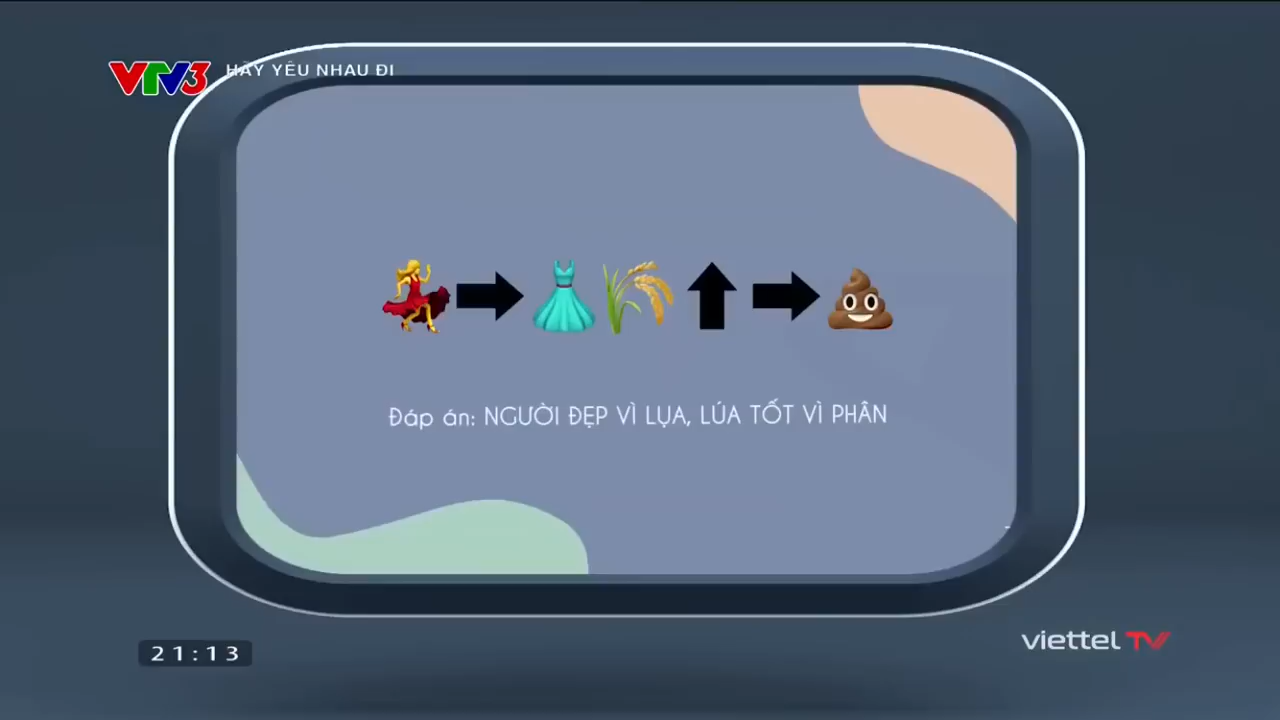 VTV3
HÃY YÊU NHAU ĐI
Đáp án: NGƯỜI ĐẸP VÌ LỤA, LÚA TỐT VÌ PHÂN
21:13
viettel TV